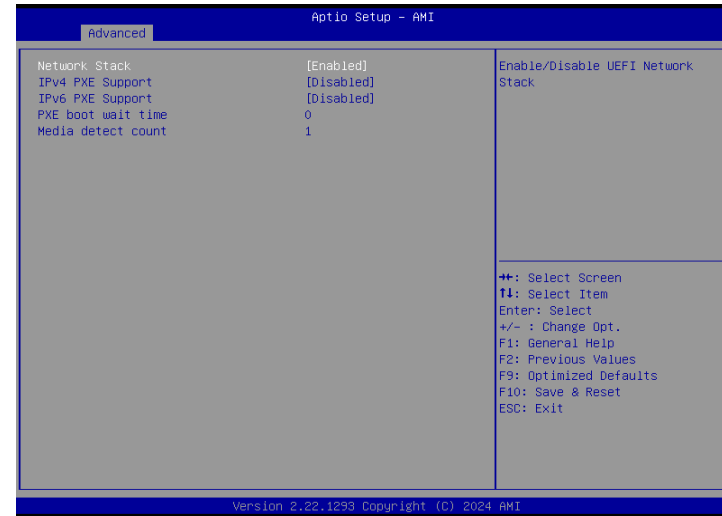 Aptio Setup – AMI
Advanced
Network Stack [Enabled]
IPv4 PXE Support [Disabled]
IPv6 PXE Support [Disabled]
PXE boot wait time 0
Media detect count 1
Enable/Disable UEFI Network
Stack
→←: Select Screen
↑↓: Select Item
Enter: Select
+/- : Change Opt.
F1: General Help
F2: Previous Values
F9: Optimized Defaults
F10: Save & Reset
ESC: Exit
Version 2.22.1293 Copyright (C) 2024 AMI